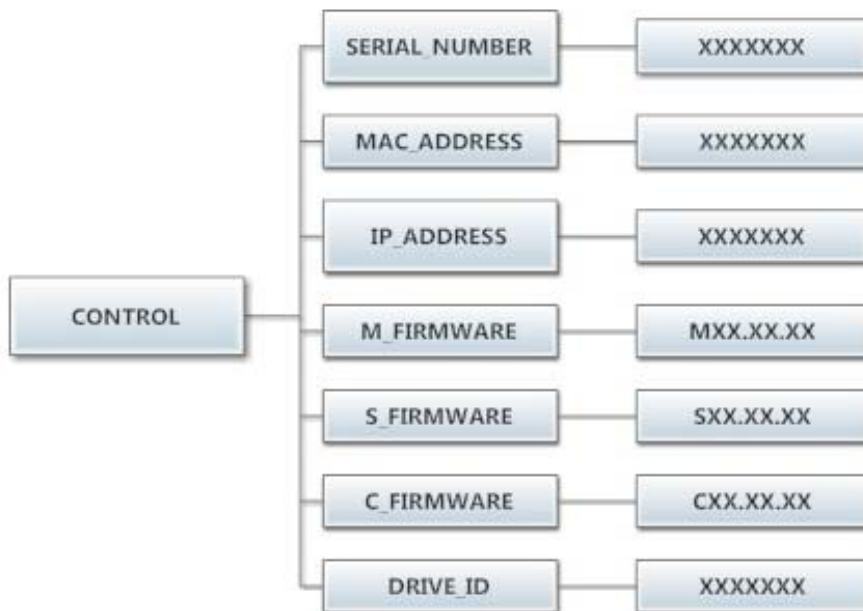 SERIAL_NUMBER
XXXXXXX
MAC_ADDRESS
XXXXXXX
IP_ADDRESS
XXXXXXX
CONTROL
M_FIRMWARE
MXX.XX.XX
S_FIRMWARE
SXX.XX.XX
C_FIRMWARE
CXX.XX.XX
DRIVE_ID
XXXXXXX